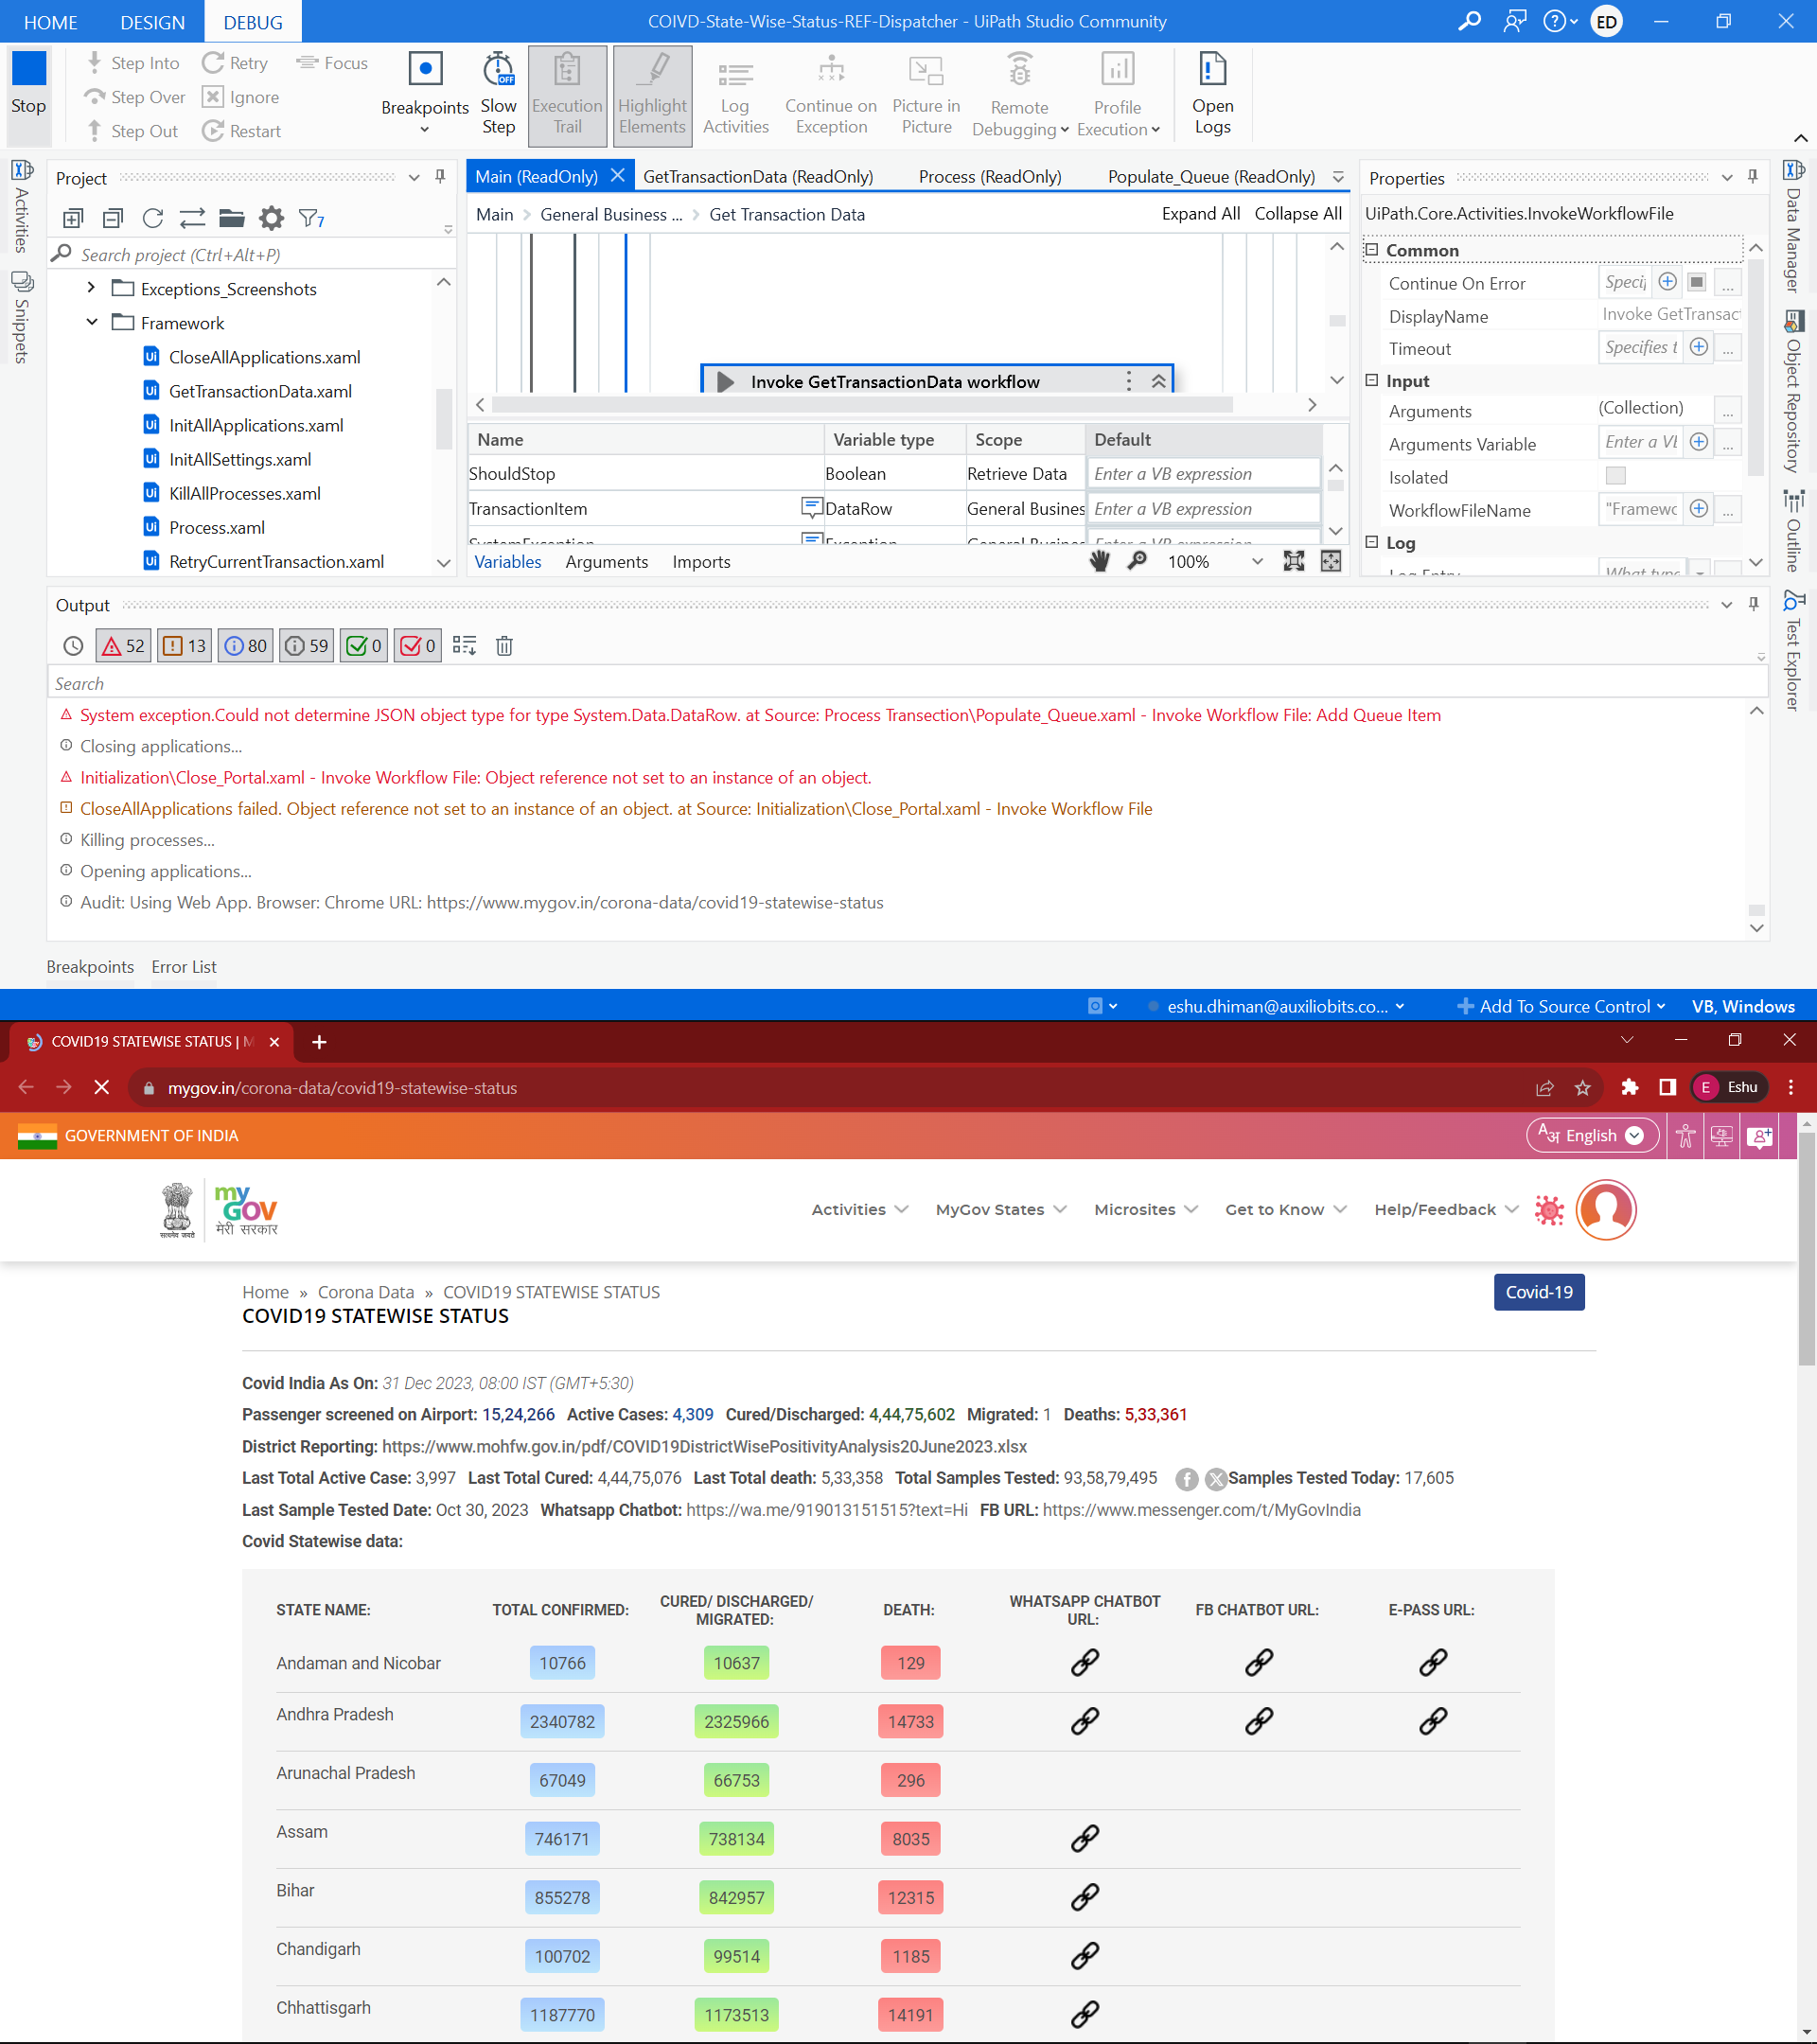 HOME DESIGN DEBUG COIVD-State-Wise-Status-REF-Dispatcher - UiPath Studio Community ED
Stop Step Into Retry Focus
Step Over Ignore
Step Out Restart
Breakpoints Slow Step Execution Trail Highlight Elements Log Activities Continue on Exception Picture in Picture Remote Debugging Profile Execution Open Logs
OFF
Activities
Snippets
Project
7
Search project (Ctrl+Alt+P)
Exceptions_Screenshots
Framework
CloseAllApplications.xaml
GetTransactionData.xaml
InitAllApplications.xaml
InitAllSettings.xaml
KillAllProcesses.xaml
Process.xaml
RetryCurrentTransaction.xaml
Main (ReadOnly) GetTransactionData (ReadOnly) Process (ReadOnly) Populate_Queue (ReadOnly)
Main General Business ... Get Transaction Data Expand All Collapse All
Invoke GetTransactionData workflow
Name Variable type Scope Default
ShouldStop Boolean Retrieve Data Enter a VB expression
TransactionItem DataRow General Busines Enter a VB expression
SystemException Exception General Busines Enter a VB expression
Variables Arguments Imports 100%
Properties
UiPath.Core.Activities.InvokeWorkflowFile
Common
Continue On Error ...
DisplayName Invoke GetTransac
Timeout Specifies t ...
Input
Arguments (Collection) ...
Arguments Variable Enter a VI ...
Isolated
WorkflowFileName "Framewc ...
Log
Log Entry What type
Data Manager
Object Repository
Outline
Test Explorer
Output
52 13 80 59 0 0
Search
System exception.Could not determine JSON object type for type System.Data.DataRow. at Source: Process Transection\Populate_Queue.xaml - Invoke Workflow File: Add Queue Item
Closing applications...
Initialization\Close_Portal.xaml - Invoke Workflow File: Object reference not set to an instance of an object.
CloseAllApplications failed. Object reference not set to an instance of an object. at Source: Initialization\Close_Portal.xaml - Invoke Workflow File
Killing processes...
Opening applications...
Audit: Using Web App. Browser: Chrome URL: https://www.mygov.in/corona-data/covid19-statewise-status
Breakpoints Error List
eshu.dhiman@auxiliobits.co... Add To Source Control VB, Windows
COVID19 STATEWISE STATUS | M
mygov.in/corona-data/covid19-statewise-status E Eshu
GOVERNMENT OF INDIA English
सत्यमेव जयते my GOV मेरी सरकार
Activities MyGov States Microsites Get to Know Help/Feedback
Home » Corona Data » COVID19 STATEWISE STATUS Covid-19
COVID19 STATEWISE STATUS
Covid India As On: 31 Dec 2023, 08:00 IST (GMT+5:30)
Passenger screened on Airport: 15,24,266 Active Cases: 4,309 Cured/Discharged: 4,44,75,602 Migrated: 1 Deaths: 5,33,361
District Reporting: https://www.mohfw.gov.in/pdf/COVID19DistrictWisePositivityAnalysis20June2023.xlsx
Last Total Active Case: 3,997 Last Total Cured: 4,44,75,076 Last Total death: 5,33,358 Total Samples Tested: 93,58,79,495 Samples Tested Today: 17,605
Last Sample Tested Date: Oct 30, 2023 Whatsapp Chatbot: https://wa.me/919013151515?text=Hi FB URL: https://www.messenger.com/t/MyGovIndia
Covid Statewise data:
STATE NAME: TOTAL CONFIRMED: CURED/ DISCHARGED/ MIGRATED: DEATH: WHATSAPP CHATBOT URL: FB CHATBOT URL: E-PASS URL:
Andaman and Nicobar 10766 10637 129
Andhra Pradesh 2340782 2325966 14733
Arunachal Pradesh 67049 66753 296
Assam 746171 738134 8035
Bihar 855278 842957 12315
Chandigarh 100702 99514 1185
Chhattisgarh 1187770 1173513 14191